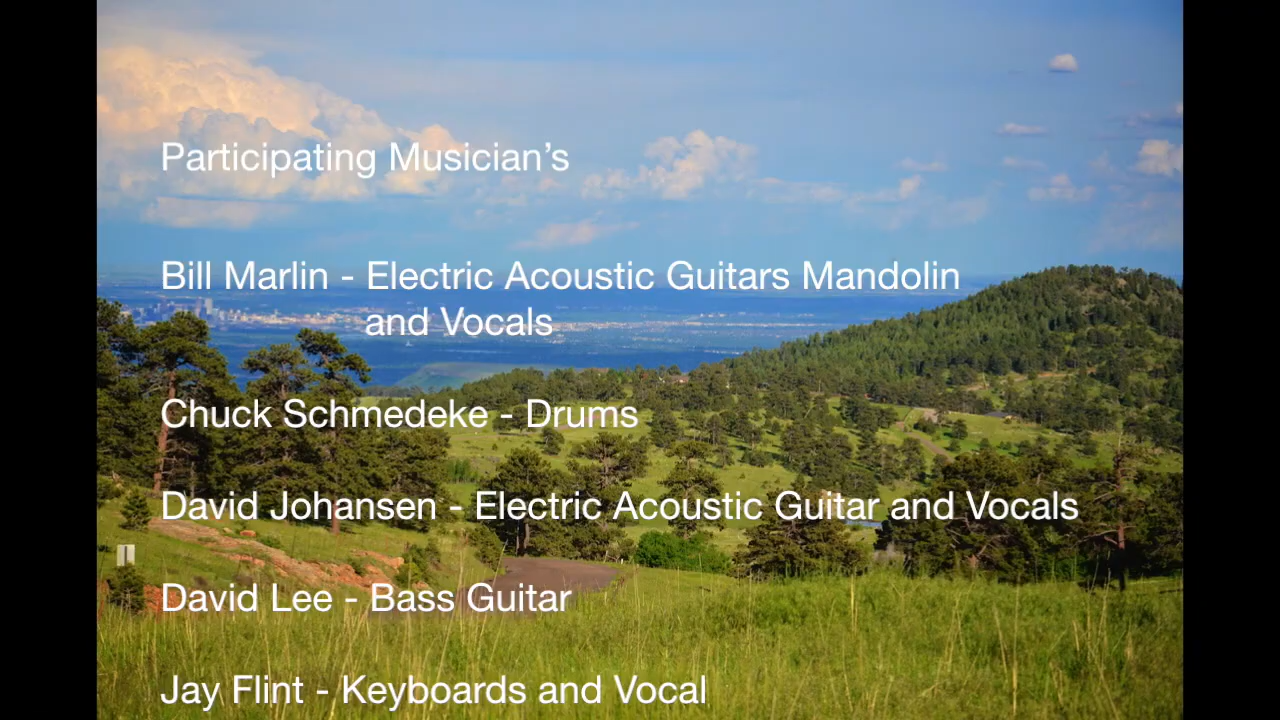 Participating Musician’s
Bill Marlin - Electric Acoustic Guitars Mandolin
and Vocals
Chuck Schmedeke - Drums
David Johansen - Electric Acoustic Guitar and Vocals
David Lee - Bass Guitar
Jay Flint - Keyboards and Vocal